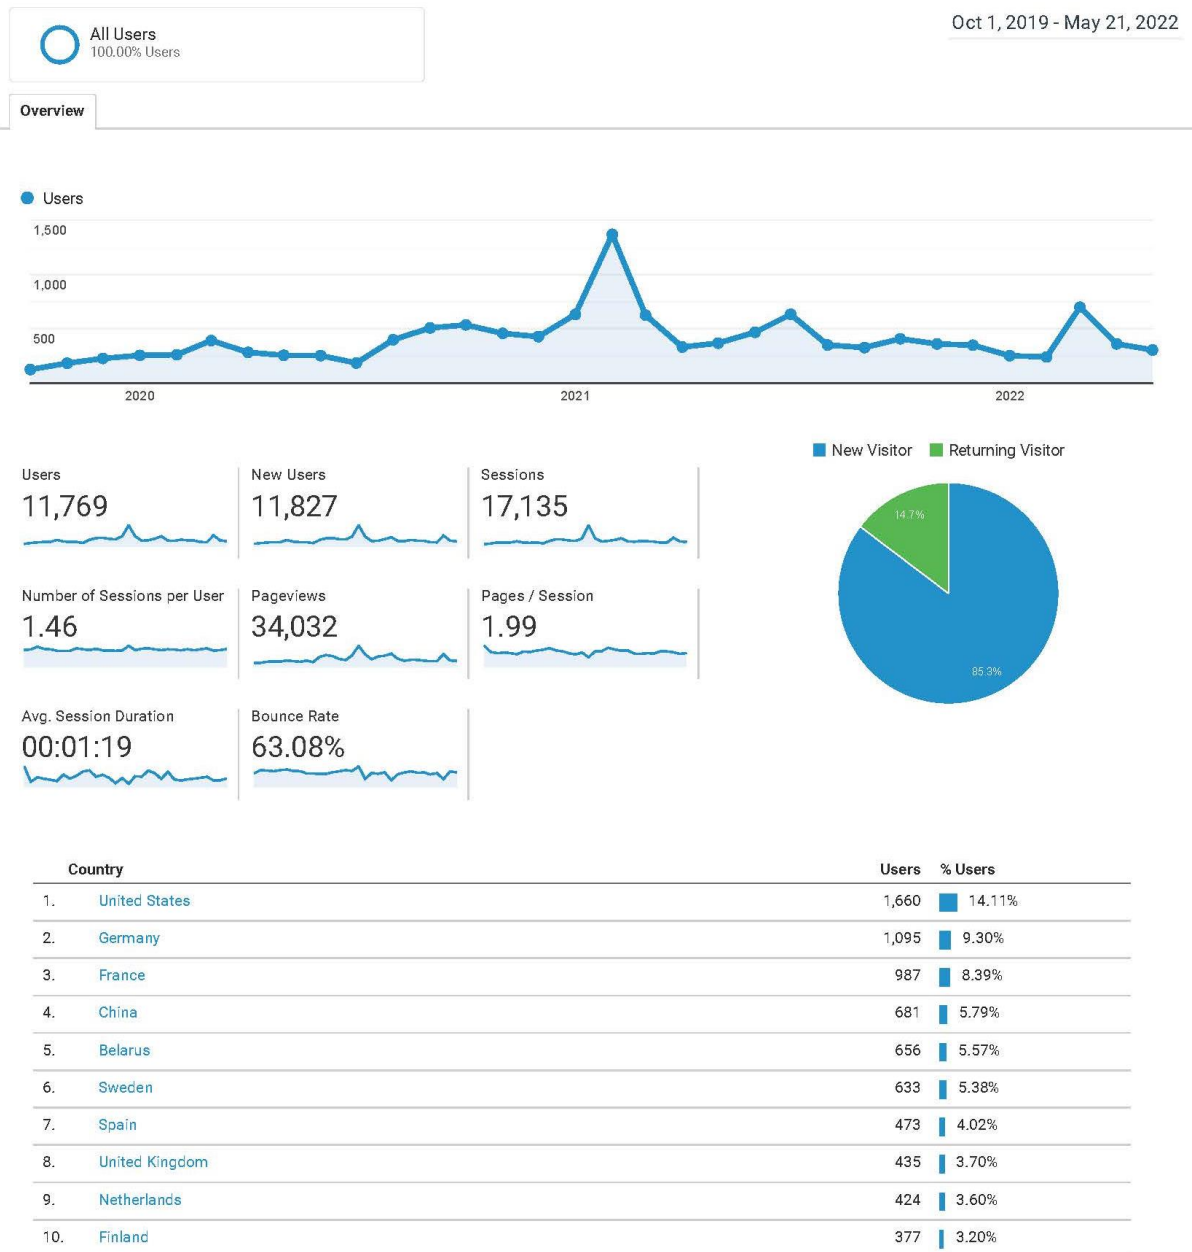 All Users
100.00% Users
Oct 1, 2019 - May 21, 2022
Overview
Users
1,500
1,000
500
2020 2021 2022
New Visitor Returning Visitor
14.7%
85.3%
Users New Users Sessions
11,769 11,827 17,135
Number of Sessions per User Pageviews Pages / Session
1.46 34,032 1.99
Avg. Session Duration Bounce Rate
00:01:19 63.08%
Country Users % Users
1. United States 1,660 14.11%
2. Germany 1,095 9.30%
3. France 987 8.39%
4. China 681 5.79%
5. Belarus 656 5.57%
6. Sweden 633 5.38%
7. Spain 473 4.02%
8. United Kingdom 435 3.70%
9. Netherlands 424 3.60%
10. Finland 377 3.20%